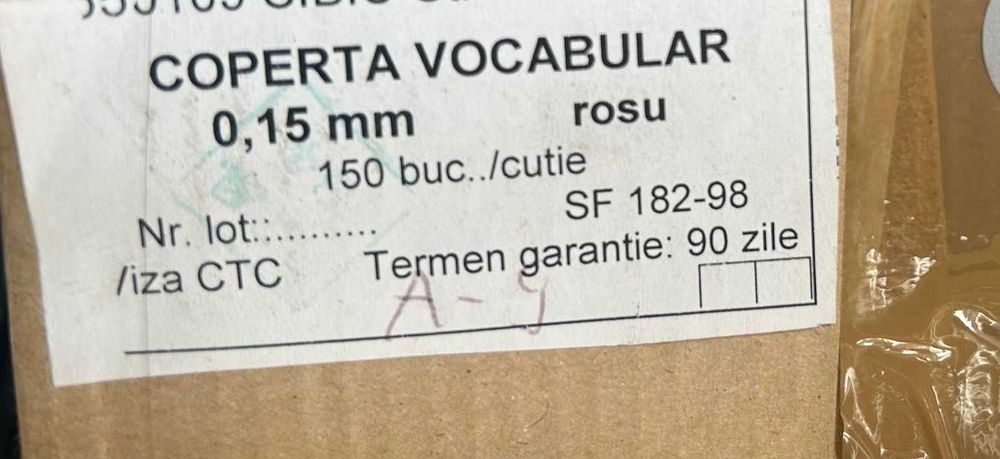 COPERTA VOCABULAR
0,15 mm rosu
150 buc../cutie
SF 182-98
Nr. lot::.........
/iza CTC Termen garantie: 90 zile
A-9